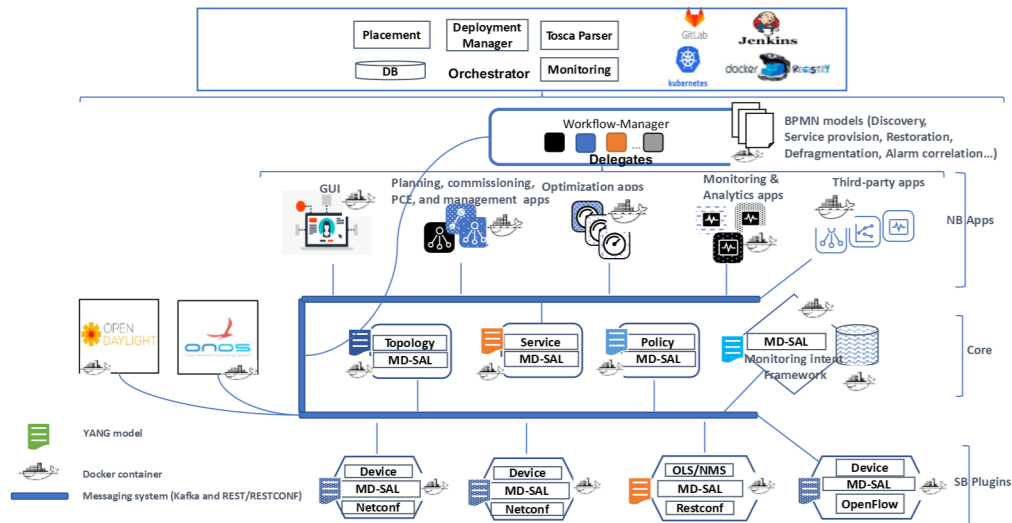 Placement
Deployment
Manager
Tosca Parser
DB
Orchestrator
Monitoring
GitLab
Jenkins
kubernetes
docker
Workflow-Manager
...
Delegates
BPMN models (Discovery,
Service provision, Restoration,
Defragmentation, Alarm correlation...)
GUI
Planning, commissioning,
PCE, and management apps
Optimization apps
Monitoring &
Analytics apps
Third-party apps
NB Apps
OPEN
DAYLIGHT
onos
Topology
MD-SAL
Service
MD-SAL
Policy
MD-SAL
MD-SAL
Monitoring intent
Framework
Core
YANG model
Docker container
Messaging system (Kafka and REST/RESTCONF)
Device
MD-SAL
Netconf
Device
MD-SAL
Netconf
OLS/NMS
MD-SAL
Restconf
Device
MD-SAL
OpenFlow
SB Plugins